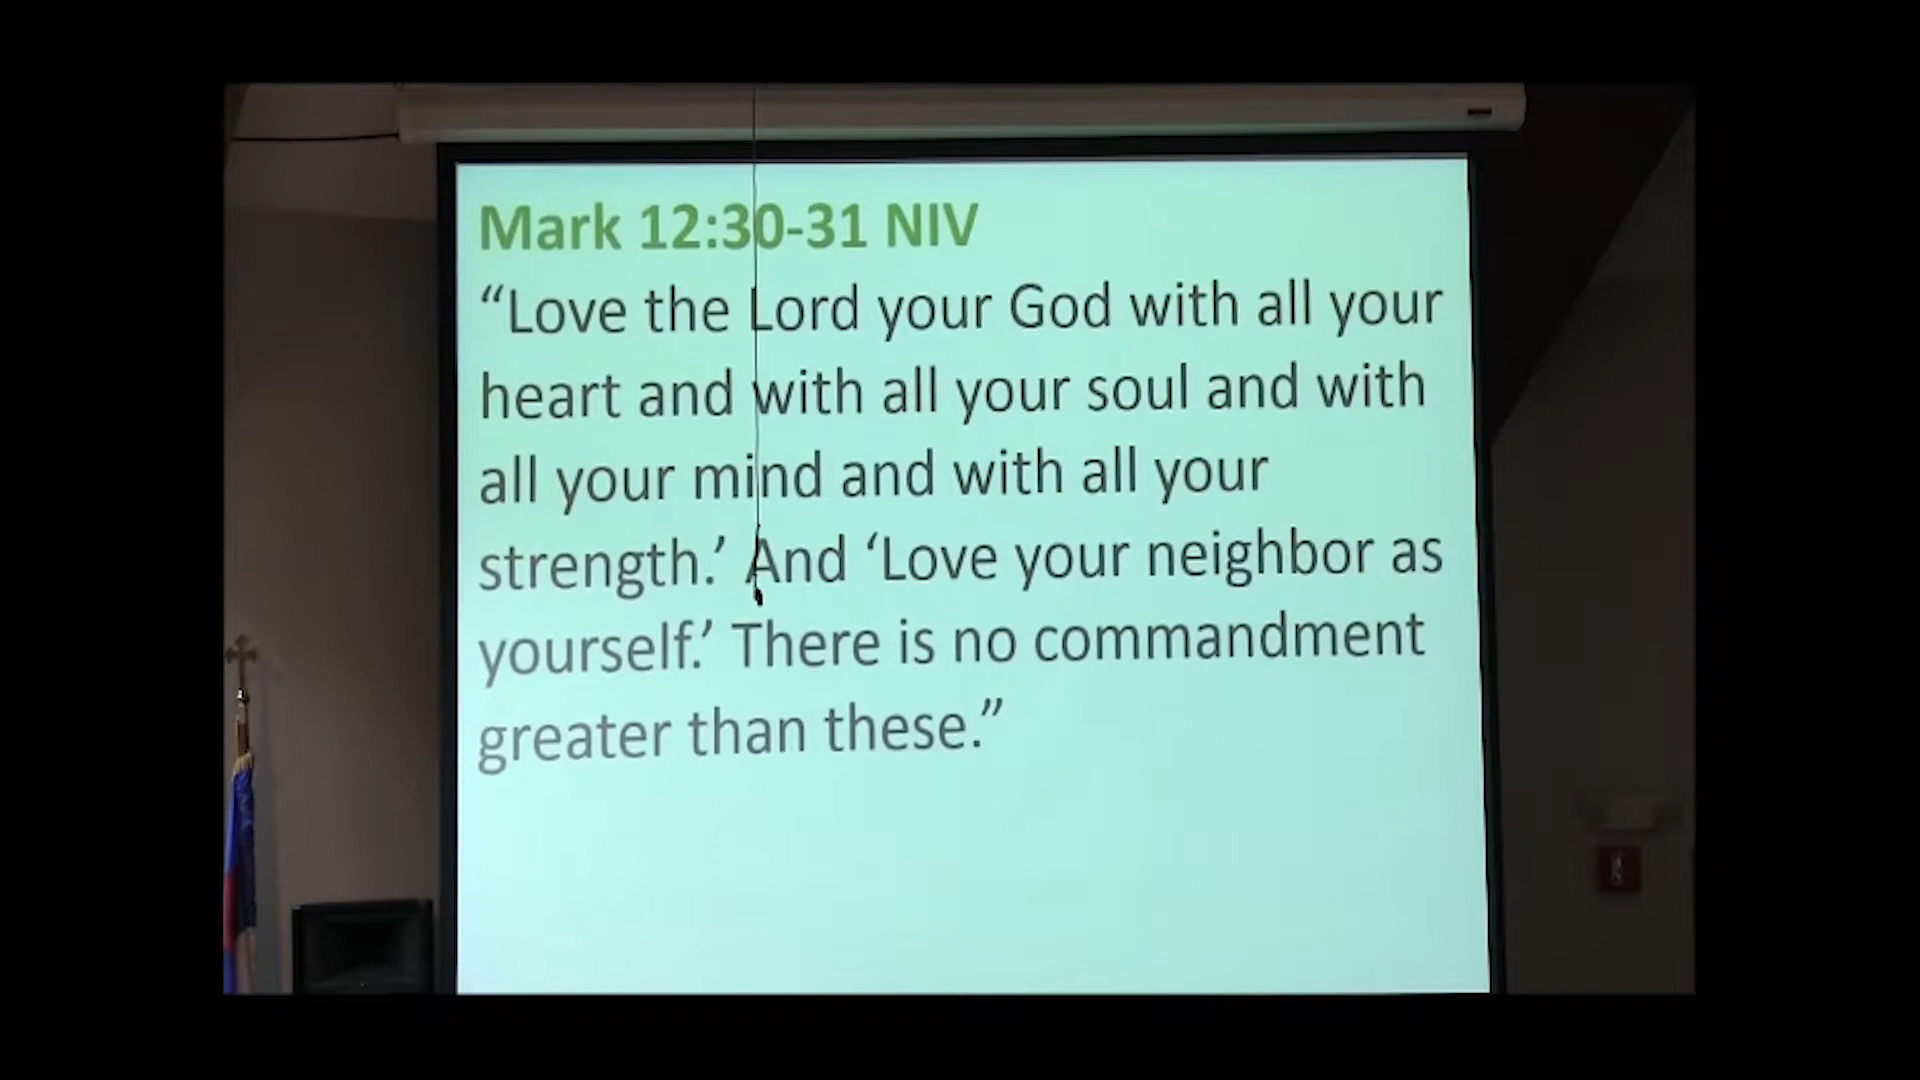 Mark 12:30-31 NIV
“Love the Lord your God with all your
heart and with all your soul and with
all your mind and with all your
strength.’ And ‘Love your neighbor as
yourself.’ There is no commandment
greater than these.”